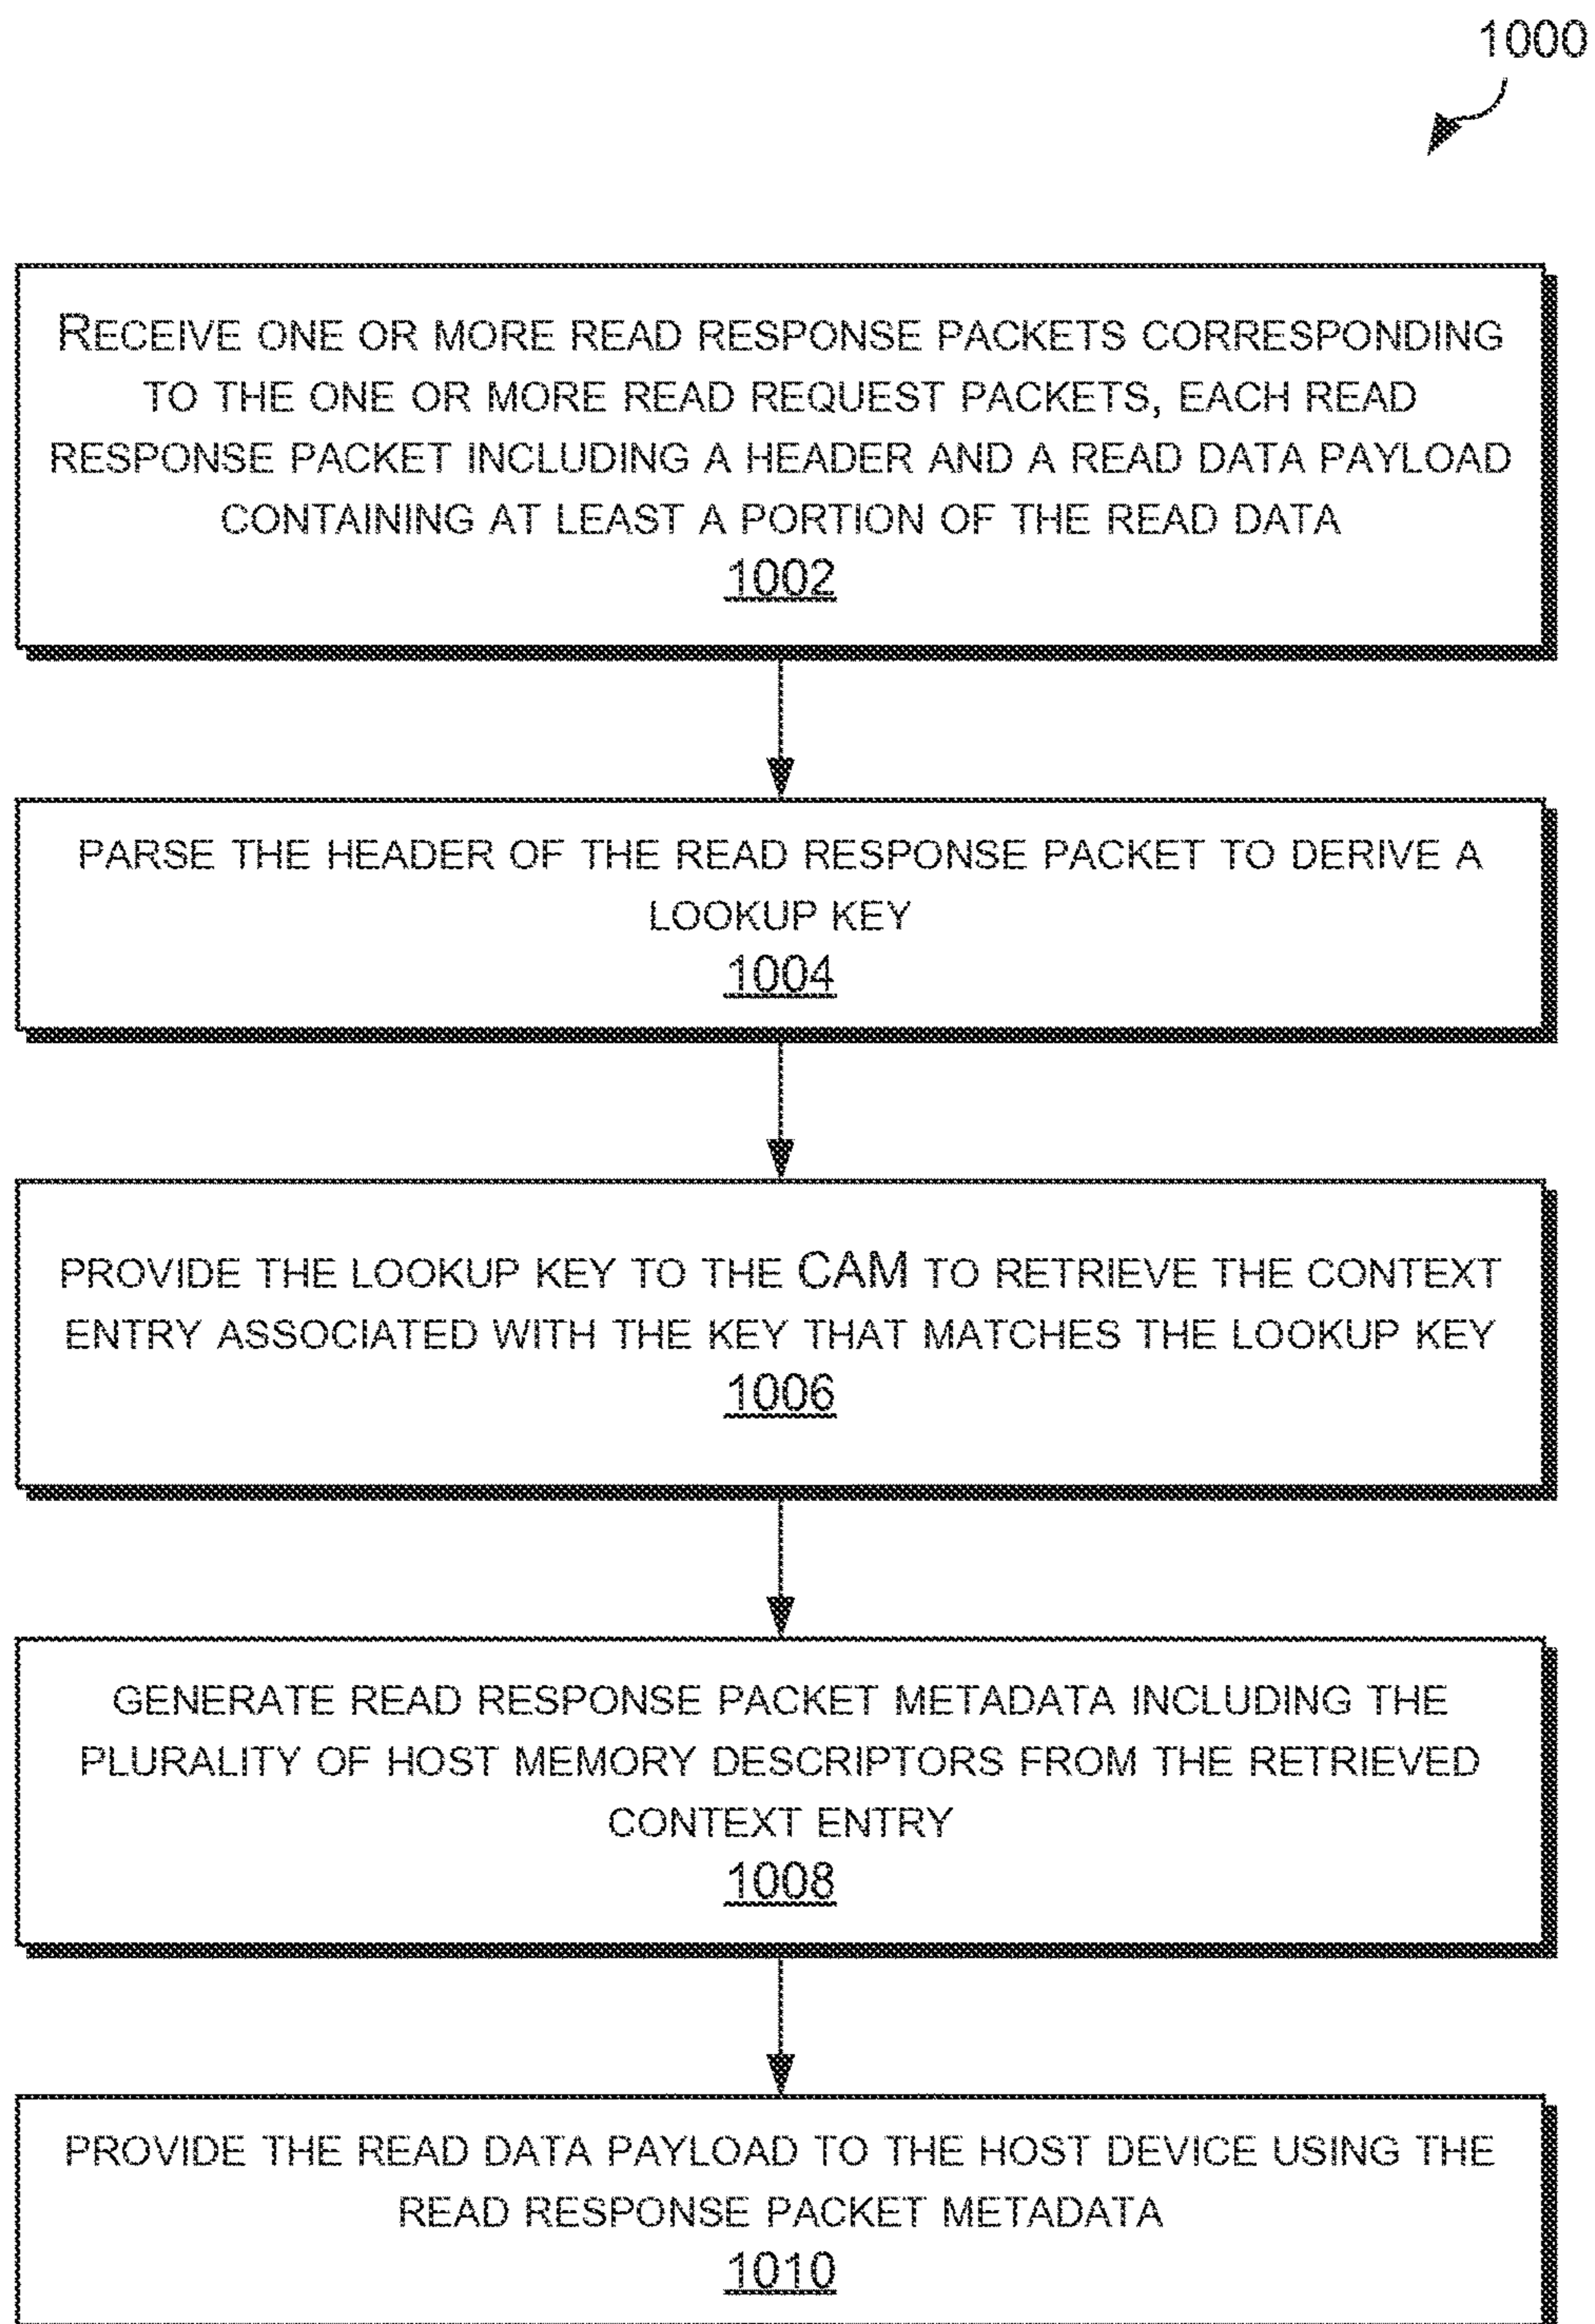 1000
RECEIVE ONE OR MORE READ RESPONSE PACKETS CORRESPONDING
TO THE ONE OR MORE READ REQUEST PACKETS, EACH READ
RESPONSE PACKET INCLUDING A HEADER AND A READ DATA PAYLOAD
CONTAINING AT LEAST A PORTION OF THE READ DATA
1002
PARSE THE HEADER OF THE READ RESPONSE PACKET TO DERIVE A
LOOKUP KEY
1004
PROVIDE THE LOOKUP KEY TO THE CAM TO RETRIEVE THE CONTEXT
ENTRY ASSOCIATED WITH THE KEY THAT MATCHES THE LOOKUP KEY
1006
GENERATE READ RESPONSE PACKET METADATA INCLUDING THE
PLURALITY OF HOST MEMORY DESCRIPTORS FROM THE RETRIEVED
CONTEXT ENTRY
1008
PROVIDE THE READ DATA PAYLOAD TO THE HOST DEVICE USING THE
READ RESPONSE PACKET METADATA
1010